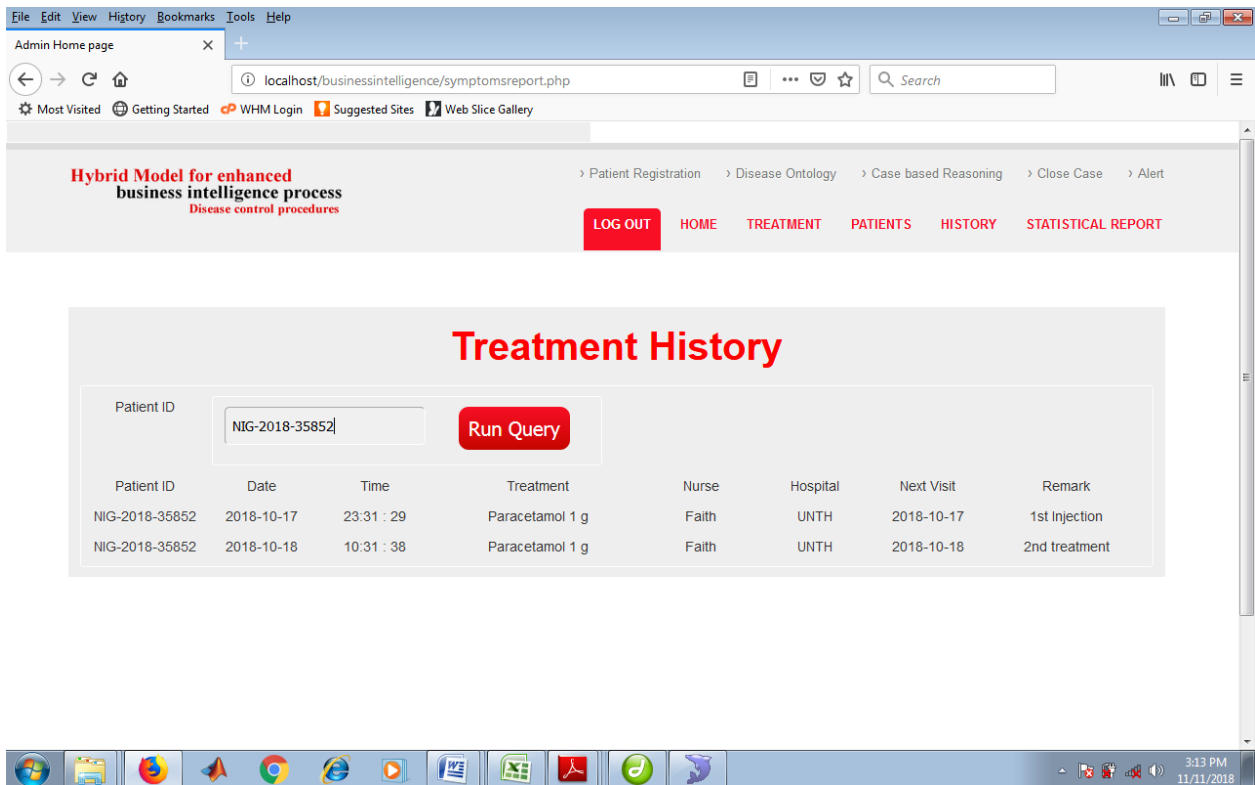 File Edit View History Bookmarks Tools Help
Admin Home page
localhost/businessintelligence/symptomsreport.php
Search
Most Visited Getting Started cP WHM Login Suggested Sites Web Slice Gallery
Hybrid Model for enhanced
business intelligence process
Disease control procedures
› Patient Registration › Disease Ontology › Case based Reasoning › Close Case › Alert
LOG OUT HOME TREATMENT PATIENTS HISTORY STATISTICAL REPORT
Treatment History
Patient ID NIG-2018-35852 Run Query
Patient ID Date Time Treatment Nurse Hospital Next Visit Remark
NIG-2018-35852 2018-10-17 23:31 : 29 Paracetamol 1 g Faith UNTH 2018-10-17 1st Injection
NIG-2018-35852 2018-10-18 10:31 : 38 Paracetamol 1 g Faith UNTH 2018-10-18 2nd treatment
3:13 PM
11/11/2018